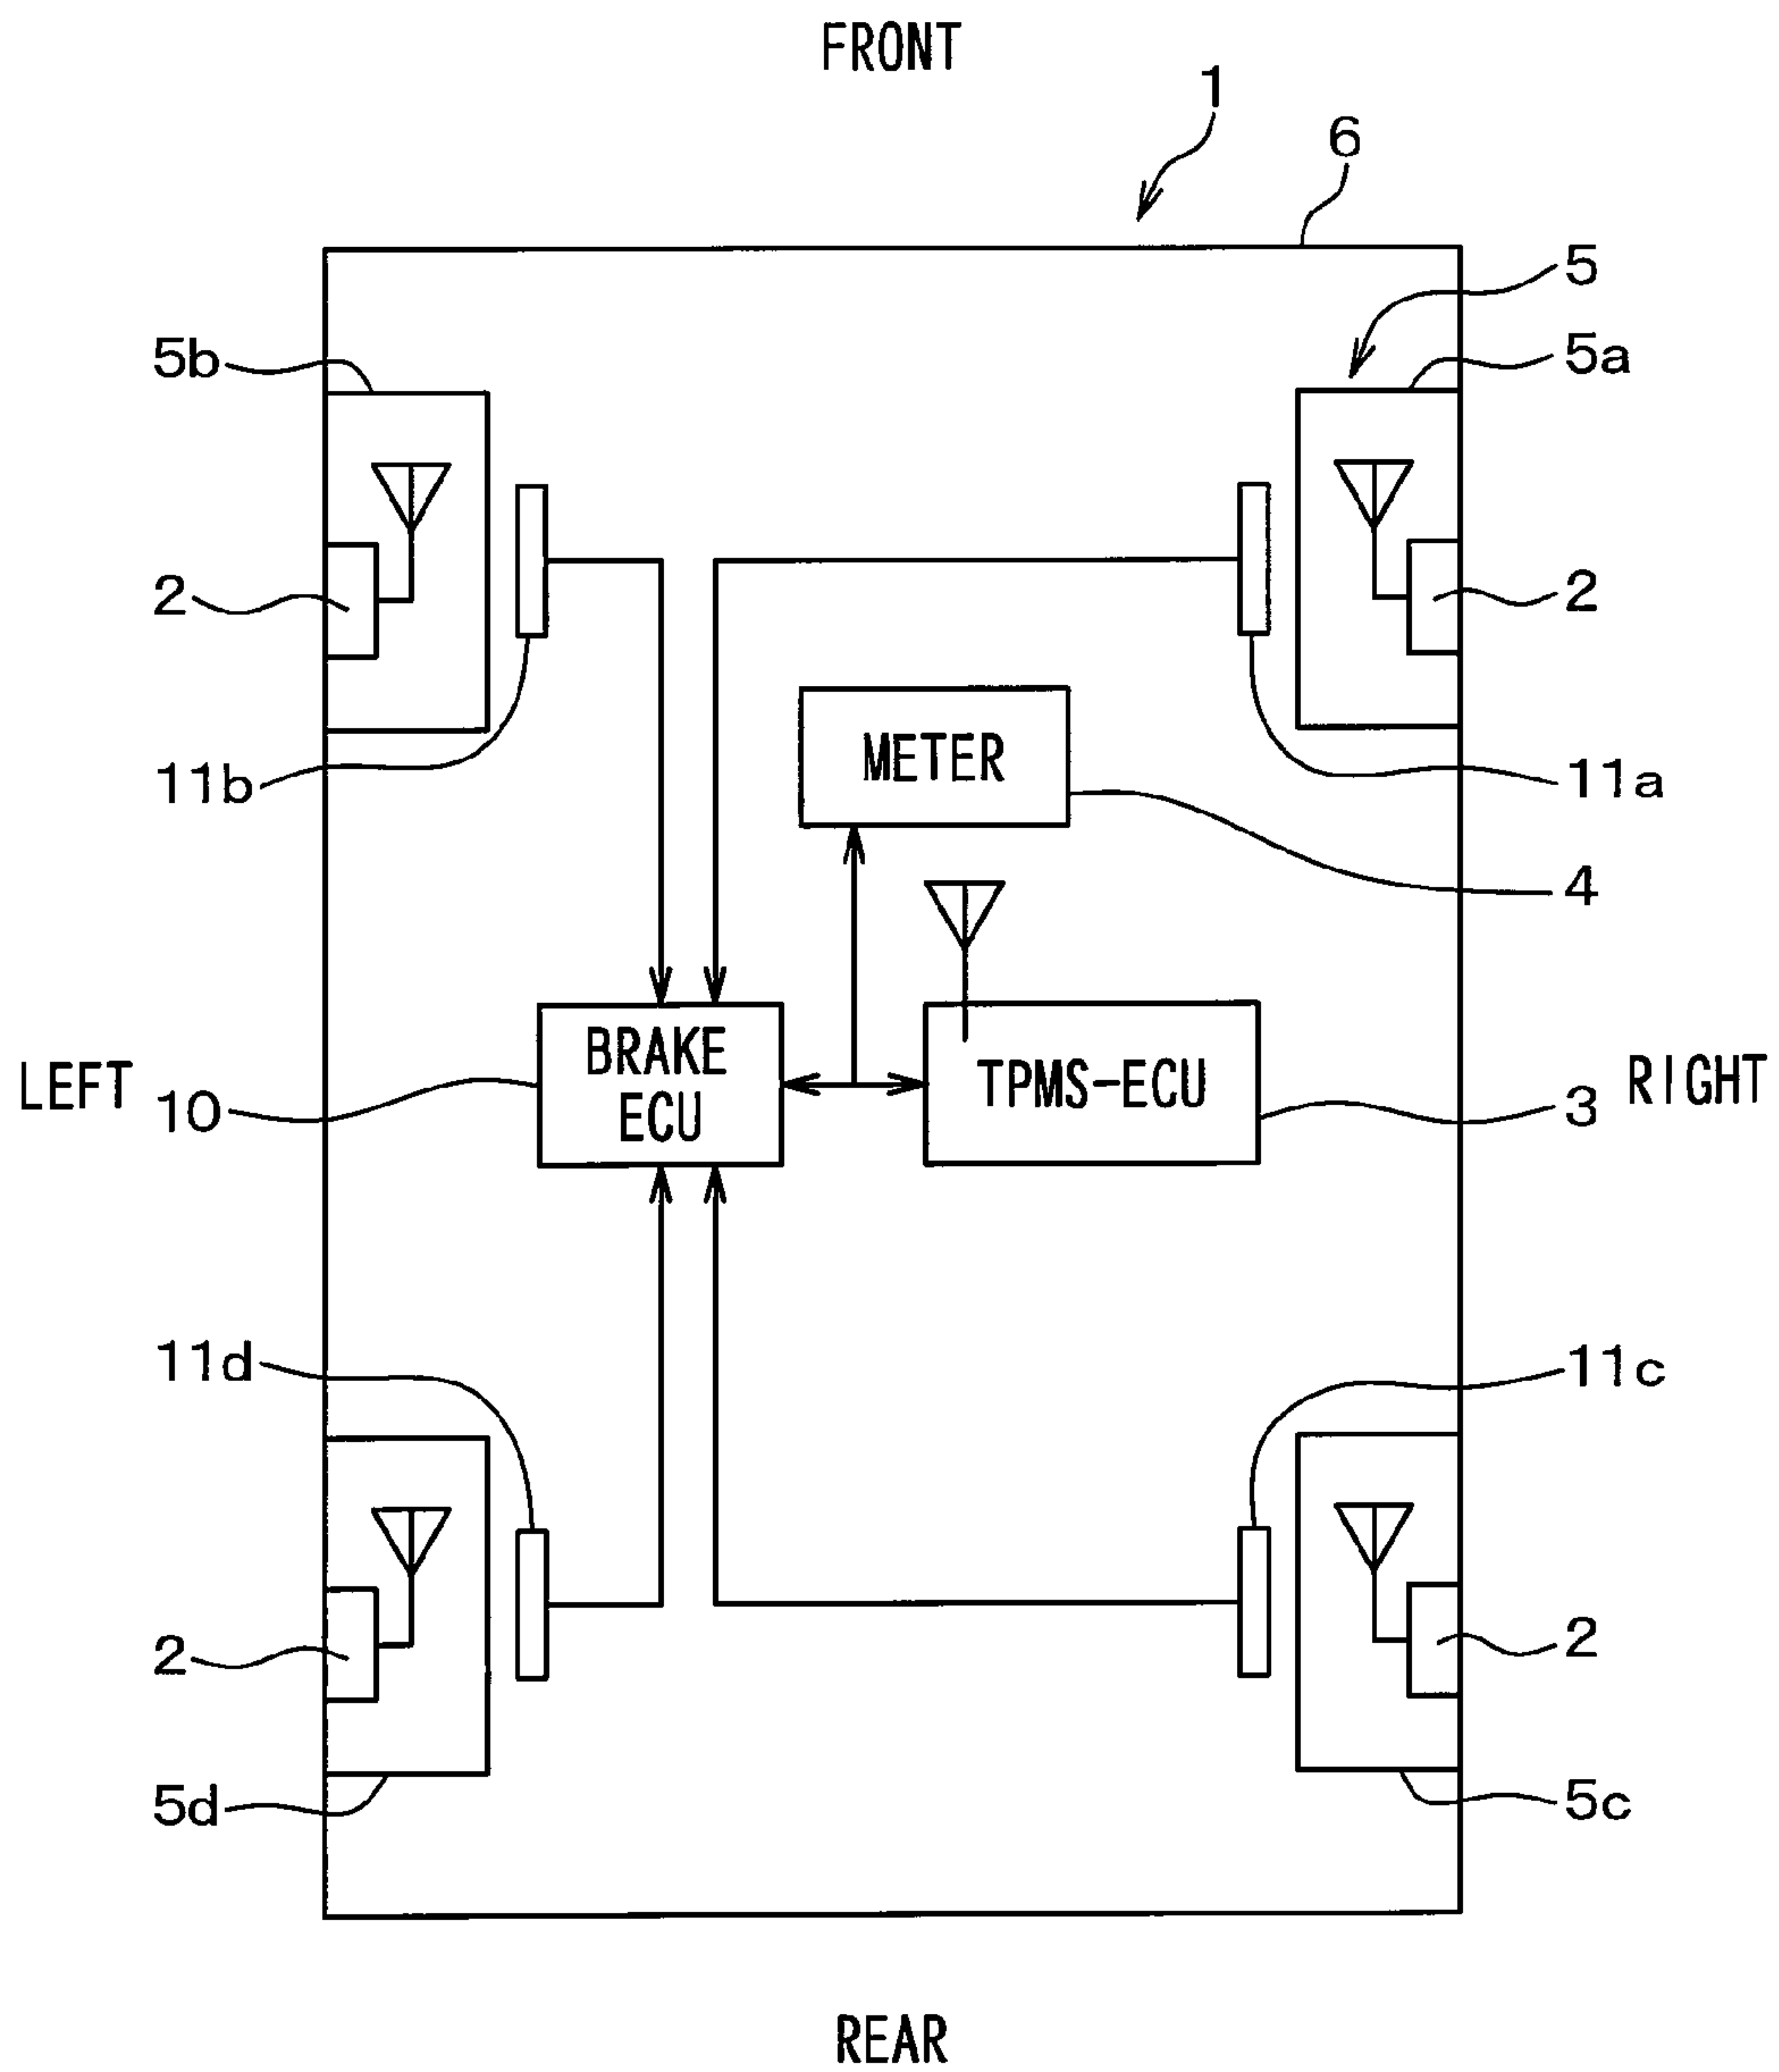 FRONT
1
6
5
5b
5a
2
2
METER
11b
11a
4
BRAKE
ECU
TPMS-ECU
LEFT
10
3
RIGHT
11d
11c
2
2
5d
5c
REAR